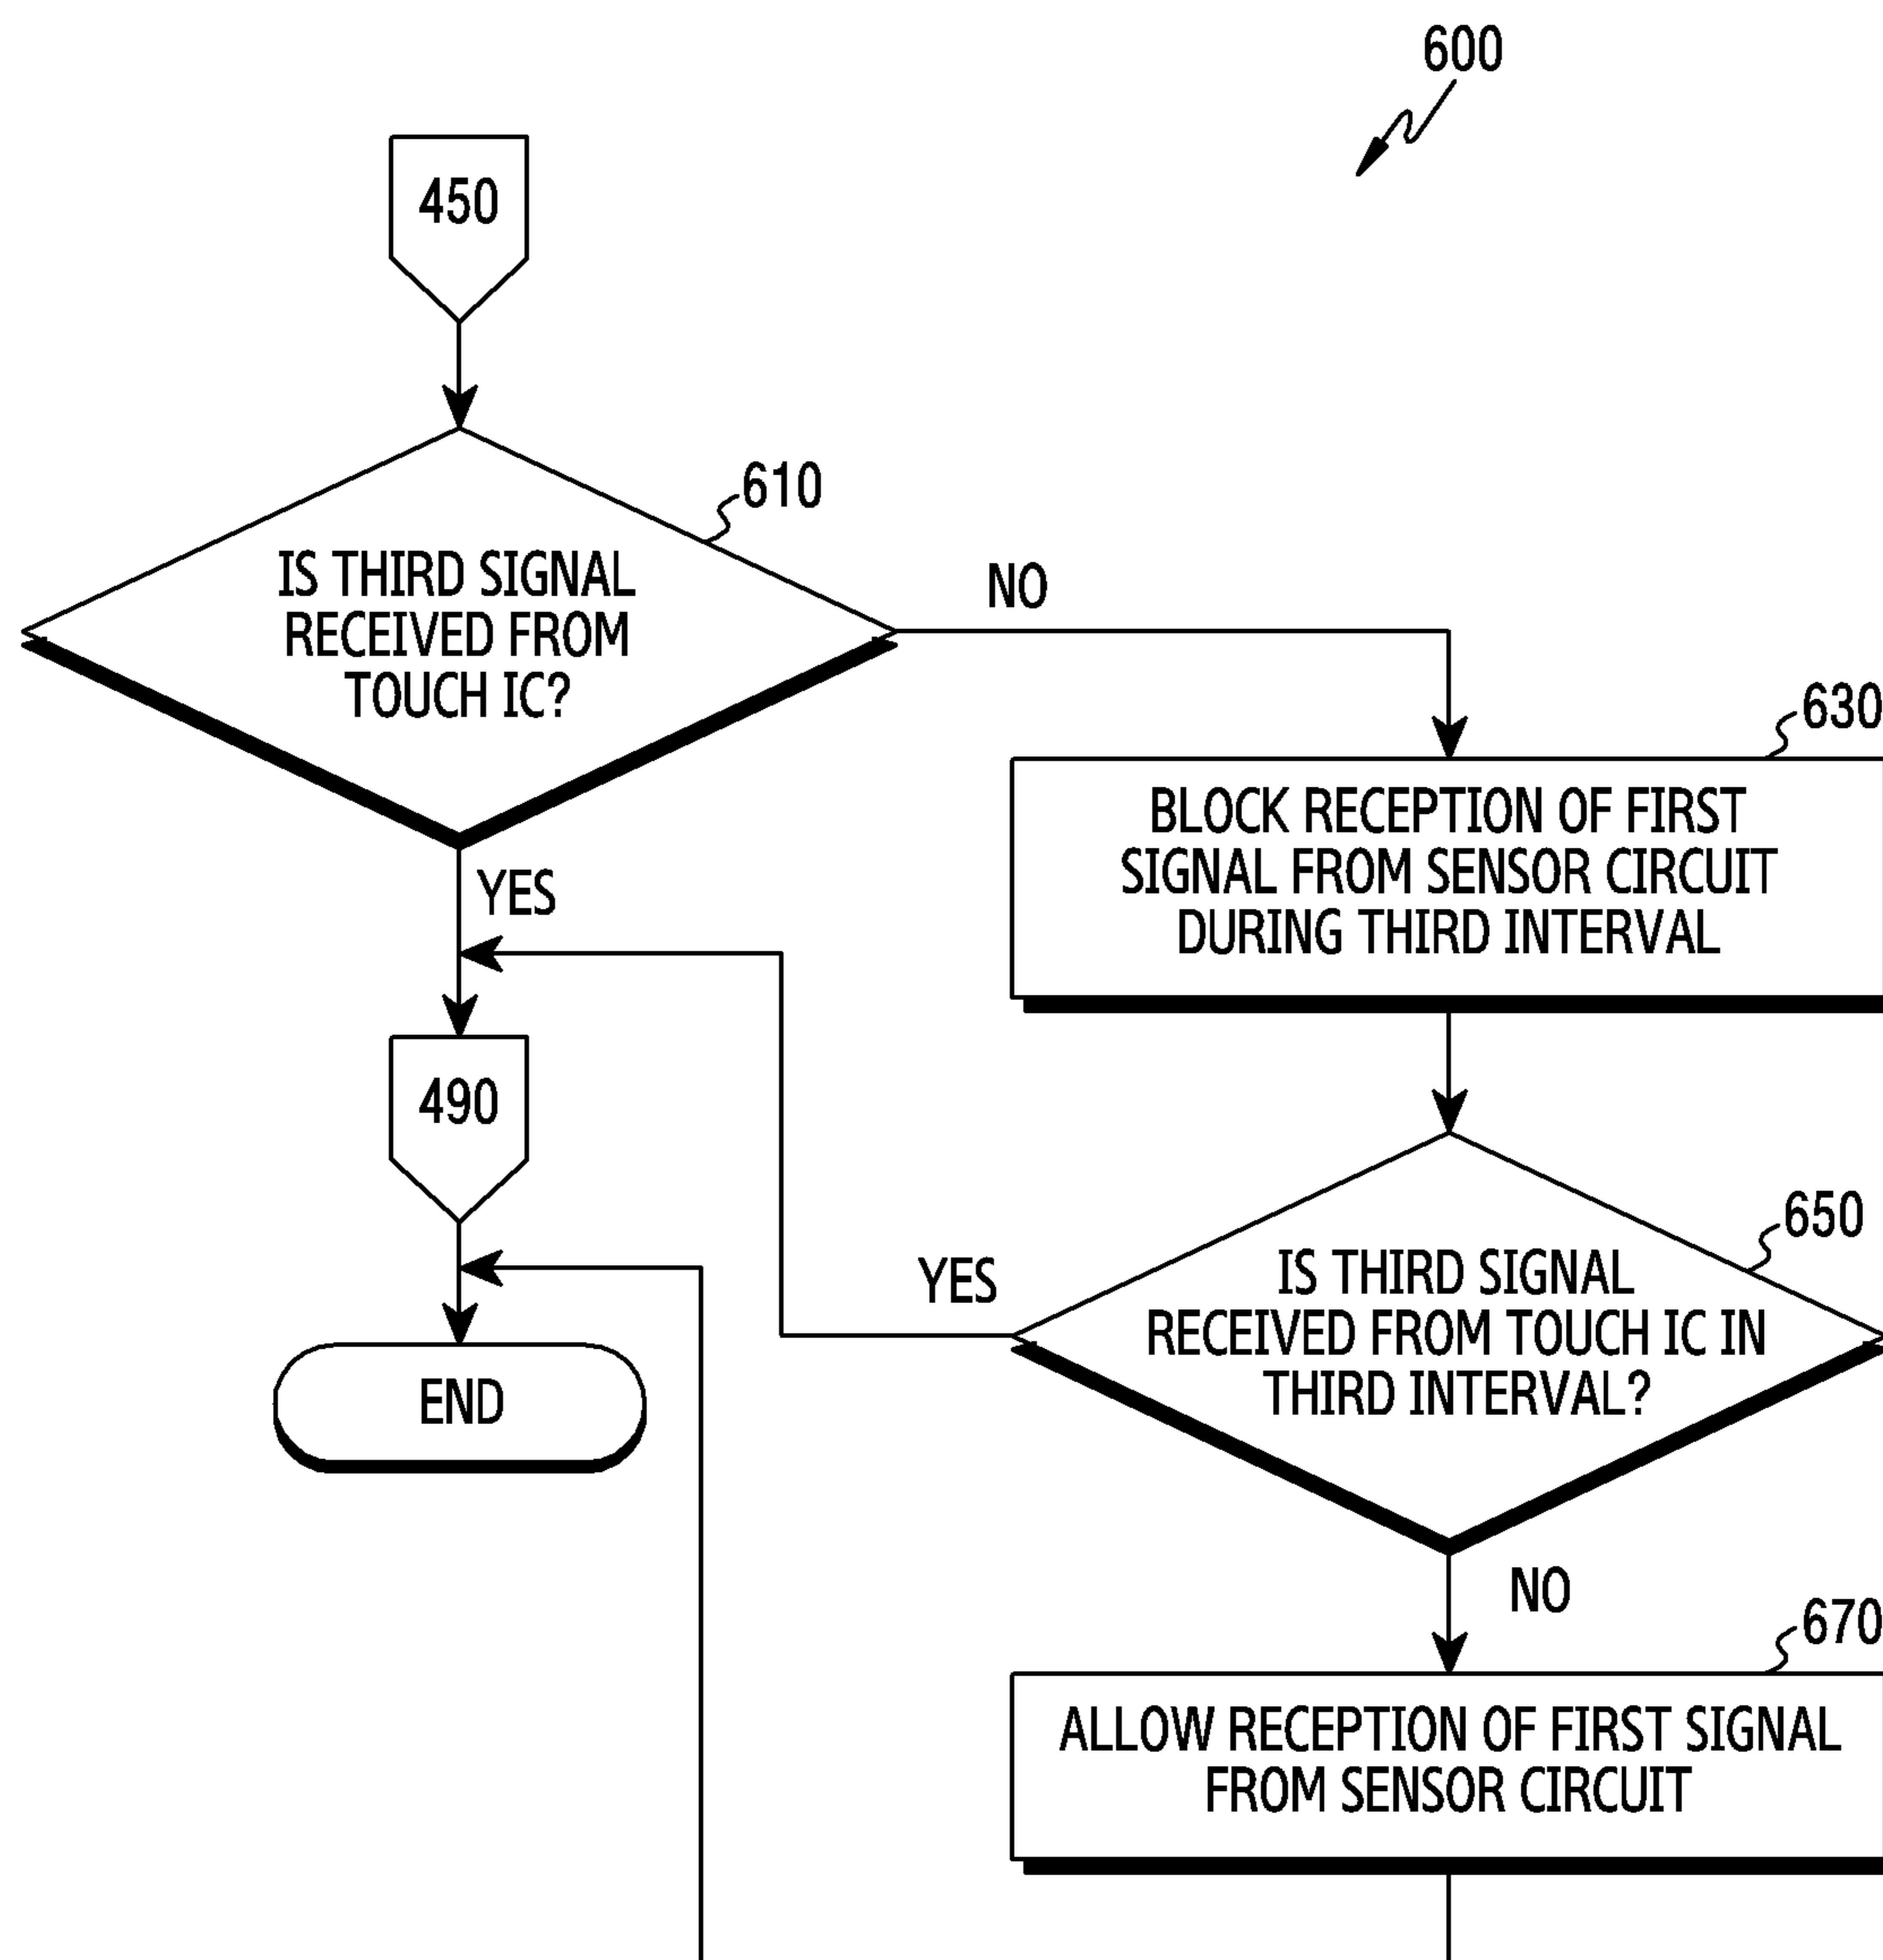 600
450
610
IS THIRD SIGNAL
RECEIVED FROM
TOUCH IC?
NO
YES
630
BLOCK RECEPTION OF FIRST
SIGNAL FROM SENSOR CIRCUIT
DURING THIRD INTERVAL
490
650
IS THIRD SIGNAL
RECEIVED FROM TOUCH IC IN
THIRD INTERVAL?
YES
END
NO
670
ALLOW RECEPTION OF FIRST SIGNAL
FROM SENSOR CIRCUIT